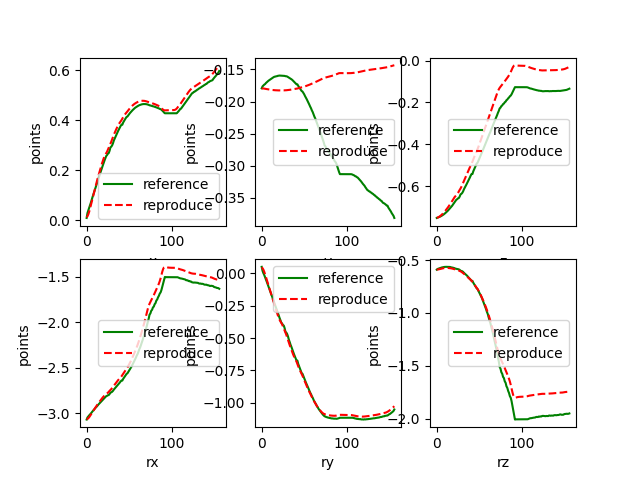 0.6
0.4
0.2
0.0
points
0 100
reference
reproduce
−0.15
−0.20
−0.25
−0.30
−0.35
points
0 100
reference
reproduce
0.0
−0.2
−0.4
−0.6
points
0 100
reference
reproduce
−1.5
−2.0
−2.5
−3.0
points
0 100
rx
reference
reproduce
0.00
−0.25
−0.50
−0.75
−1.00
points
0 100
ry
reference
reproduce
−0.5
−1.0
−1.5
−2.0
points
0 100
rz
reference
reproduce